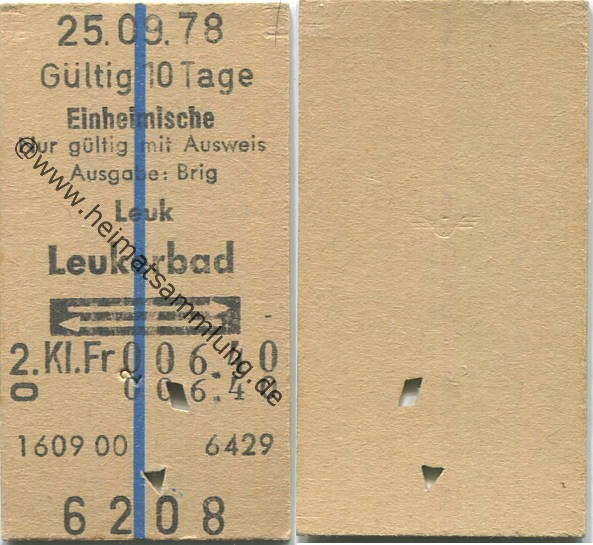 25.09.78
Gültig 10 Tage
Einheimische
Nur gültig mit Ausweis
Ausgabe: Brig
Leuk
Leukerbad
2.Kl.Fr 006.40
0 006.40
1609 00 6429
6208
@www.heimatsammlung.de